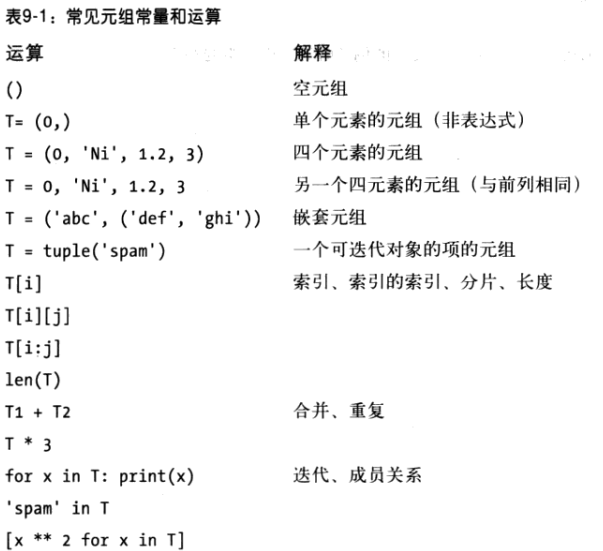 表9-1：常见元组常量和运算
运算 解释
() 空元组
T= (0,) 单个元素的元组（非表达式）
T = (0, 'Ni', 1.2, 3) 四个元素的元组
T = 0, 'Ni', 1.2, 3 另一个四元素的元组（与前列相同）
T = ('abc', ('def', 'ghi')) 嵌套元组
T = tuple('spam') 一个可迭代对象的项的元组
T[i] 索引、索引的索引、分片、长度
T[i][j]
T[i:j]
len(T)
T1 + T2 合并、重复
T * 3
for x in T: print(x) 迭代、成员关系
'spam' in T
[x ** 2 for x in T]